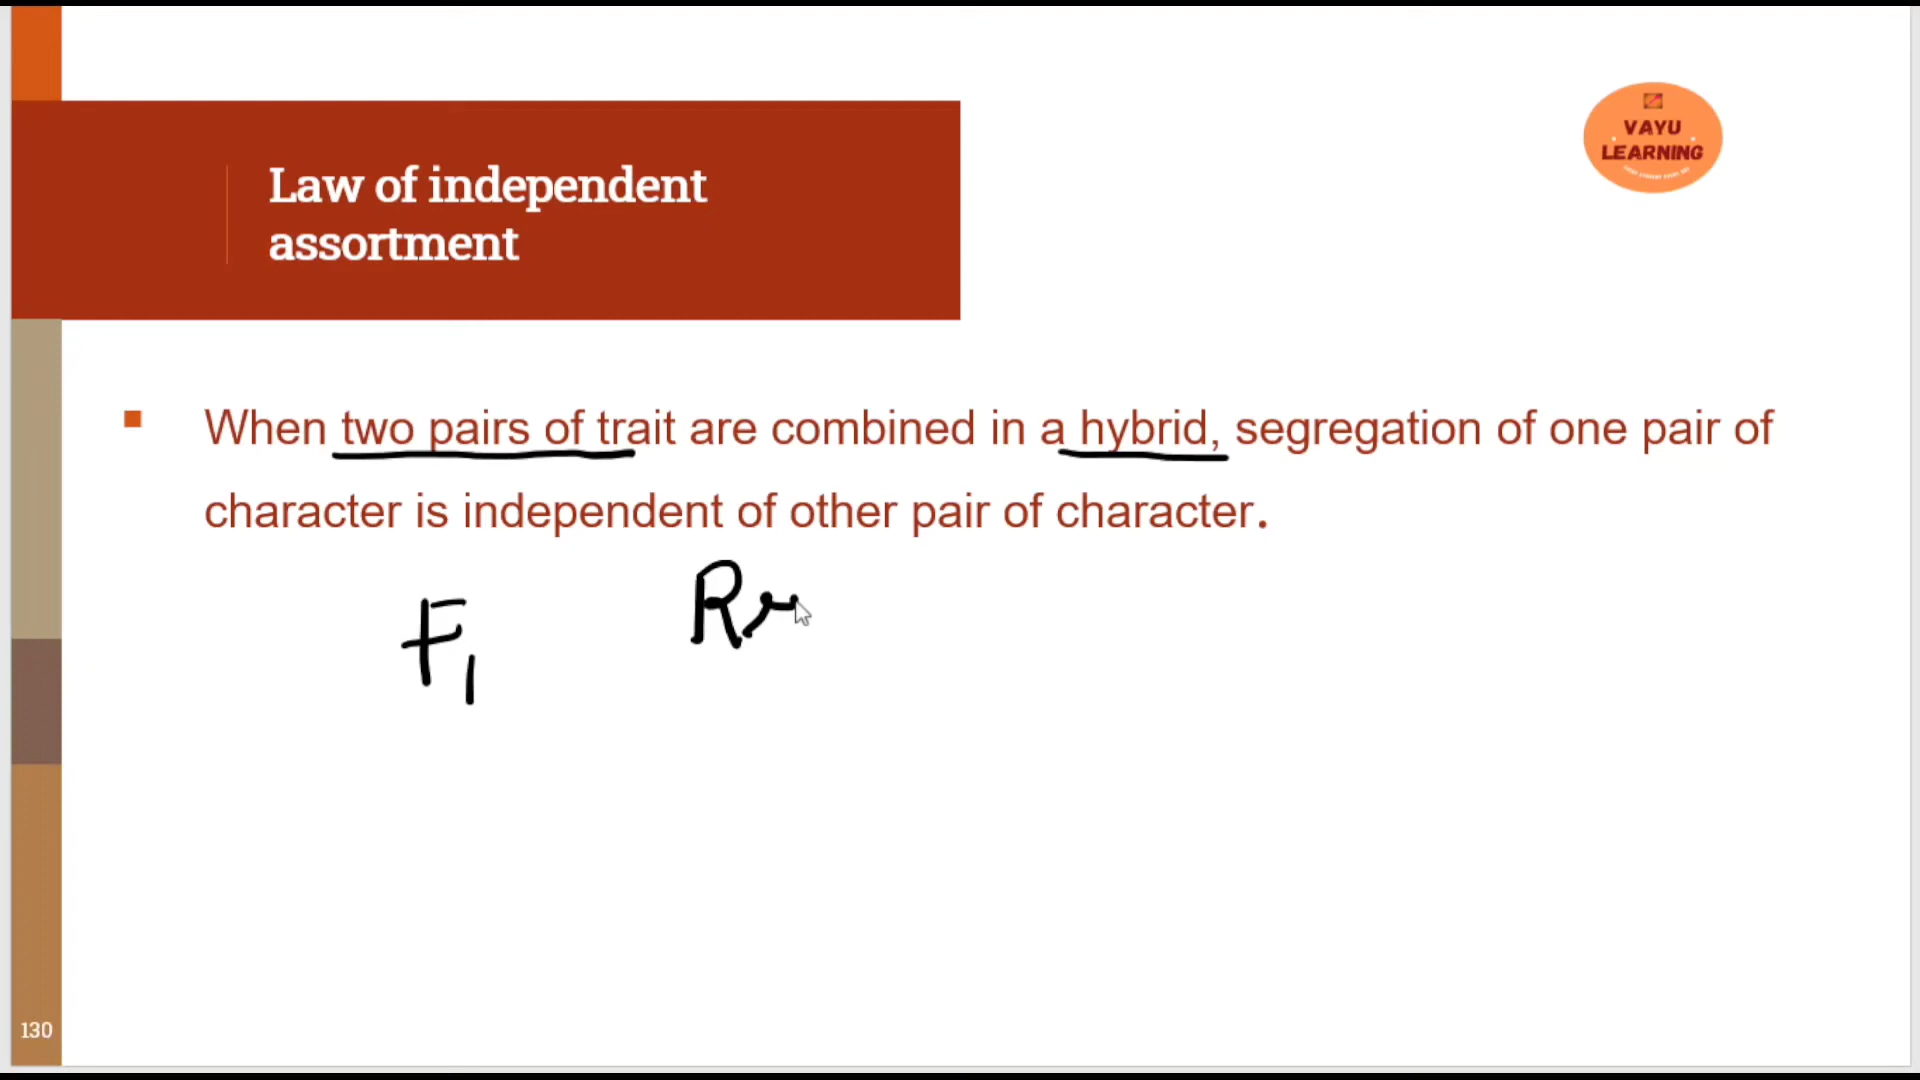 Law of independent
assortment
VAYU
LEARNING
When two pairs of trait are combined in a hybrid, segregation of one pair of
character is independent of other pair of character.
F1
Rr
130